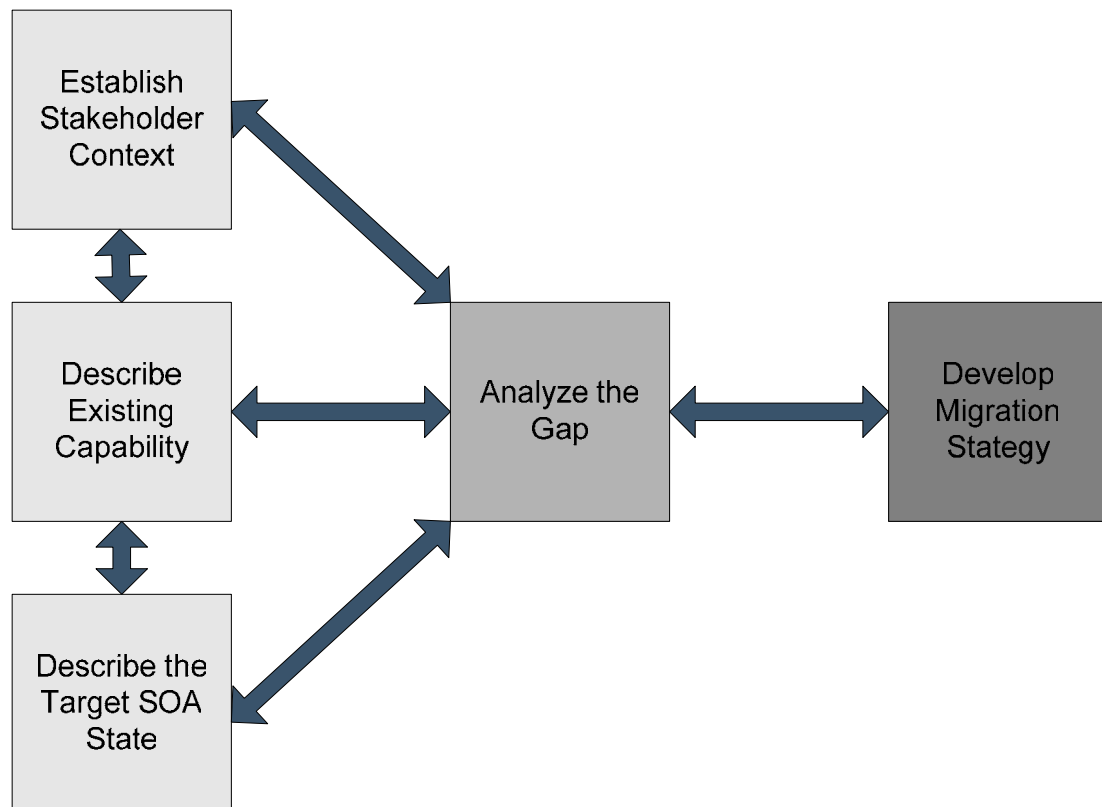 Establish
Stakeholder
Context
Describe
Existing
Capability
Analyze the
Gap
Develop
Migration
Stategy
Describe the
Target SOA
State